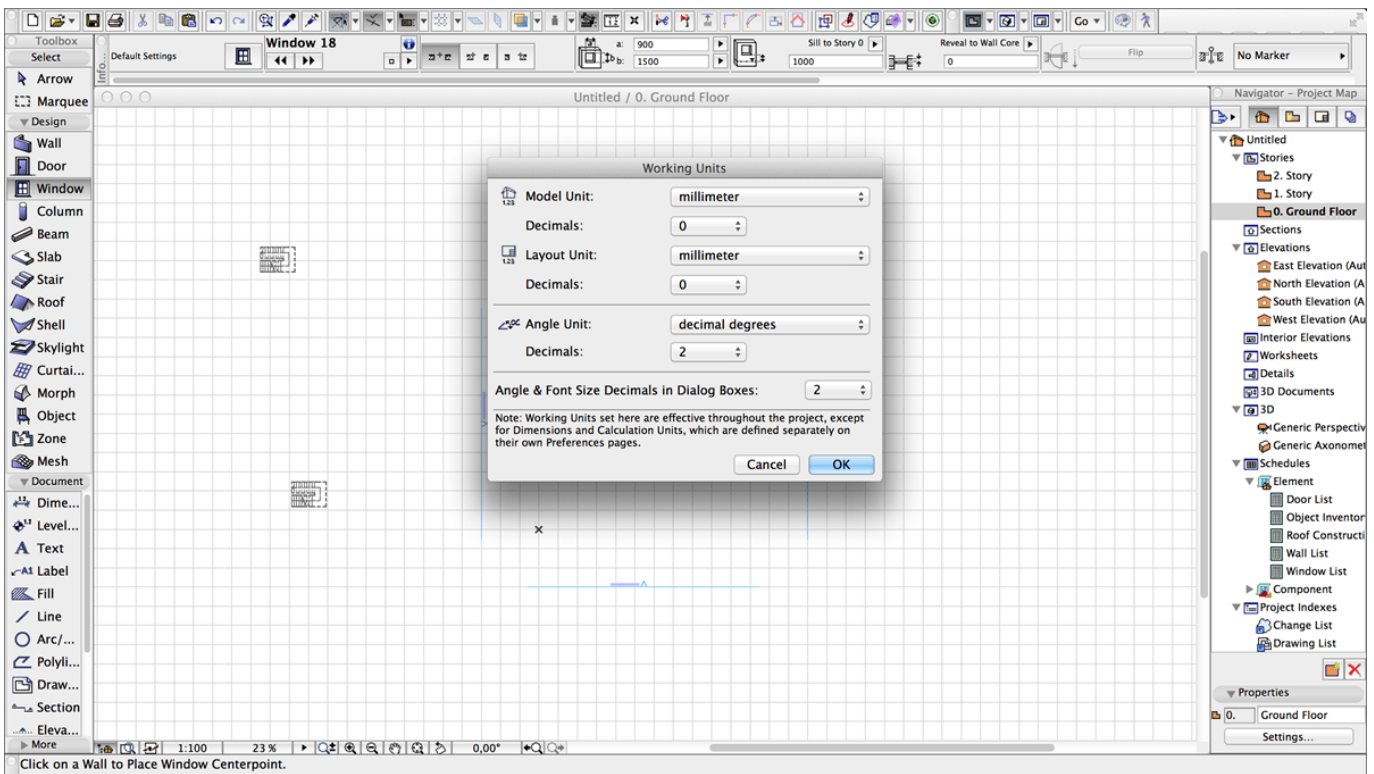 Go
Toolbox
Select
Arrow
Marquee
Design
Wall
Door
Window
Column
Beam
Slab
Stair
Roof
Shell
Skylight
Curtai...
Morph
Object
Zone
Mesh
Document
Dime...
Level...
Text
A1 Label
Fill
Line
Arc/...
Polyli...
Draw...
Section
Eleva...
More
Info...
Default Settings
Window 18
a: 900
b: 1500
Sill to Story 0
1000
Reveal to Wall Core
0
Flip
No Marker
Untitled / 0. Ground Floor
Working Units
Model Unit: millimeter
Decimals: 0
Layout Unit: millimeter
Decimals: 0
Angle Unit: decimal degrees
Decimals: 2
Angle & Font Size Decimals in Dialog Boxes: 2
Note: Working Units set here are effective throughout the project, except
for Dimensions and Calculation Units, which are defined separately on
their own Preferences pages.
Cancel OK
Navigator – Project Map
Untitled
Stories
2. Story
1. Story
0. Ground Floor
Sections
Elevations
East Elevation (Aut
North Elevation (A
South Elevation (A
West Elevation (Au
Interior Elevations
Worksheets
Details
3D Documents
3D
Generic Perspectiv
Generic Axonomet
Schedules
Element
Door List
Object Inventor
Roof Constructi
Wall List
Window List
Component
Project Indexes
Change List
Drawing List
Properties
0. Ground Floor
Settings...
1:100 23 % 0,00°
Click on a Wall to Place Window Centerpoint.